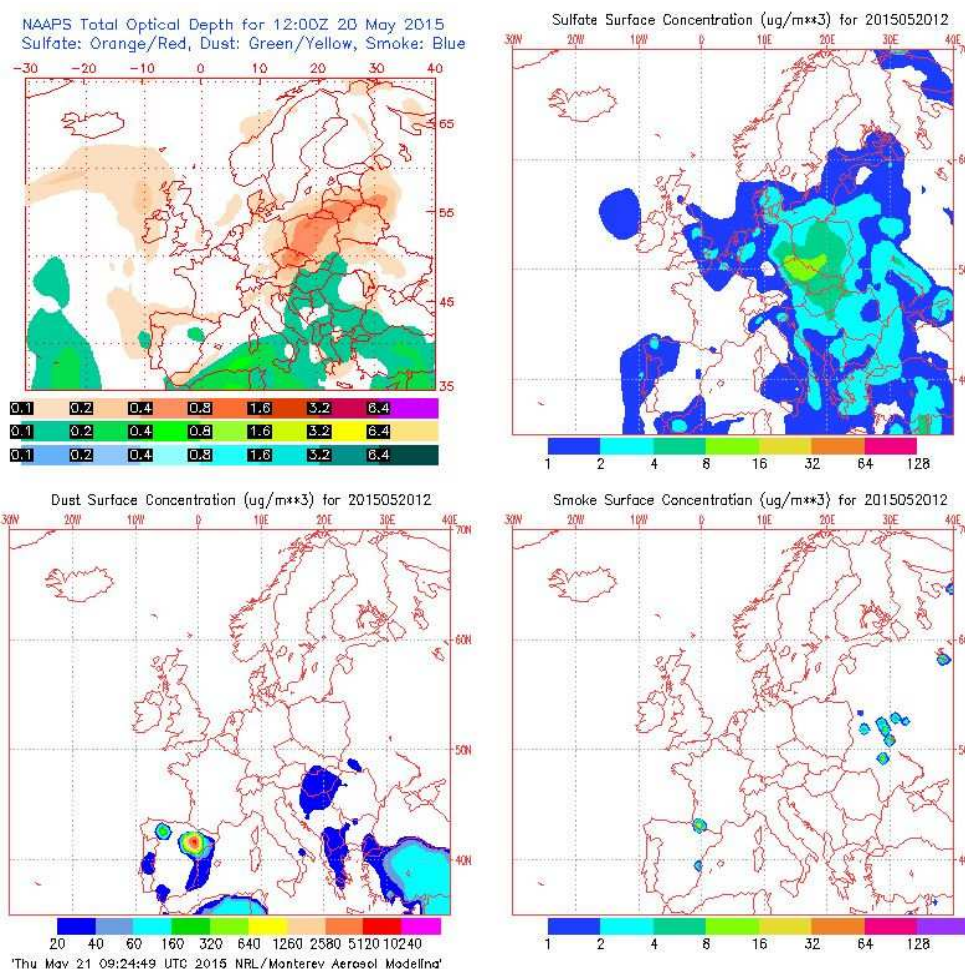 NAAPS Total Optical Depth for 12:00Z 20 May 2015
Sulfate: Orange/Red, Dust: Green/Yellow, Smoke: Blue
-30 -20 -10 0 10 20 30 40
65
55
45
35
0.1 0.2 0.4 0.8 1.6 3.2 6.4
0.1 0.2 0.4 0.8 1.6 3.2 6.4
0.1 0.2 0.4 0.8 1.6 3.2 6.4
Sulfate Surface Concentration (ug/m**3) for 2015052012
30W 20W 10W 0 10E 20E 30E 40E
70N
60N
50N
40N
1 2 4 8 16 32 64 128
Dust Surface Concentration (ug/m**3) for 2015052012
30W 20W 10W 0 10E 20E 30E 40E
70N
60N
50N
40N
20 40 60 160 320 640 1260 2580 5120 10240
Smoke Surface Concentration (ug/m**3) for 2015052012
30W 20W 10W 0 10E 20E 30E 40E
70N
60N
50N
40N
1 2 4 8 16 32 64 128
'Thu May 21 09:24:49 UTC 2015 NRL/Monterey Aerosol Modeling'